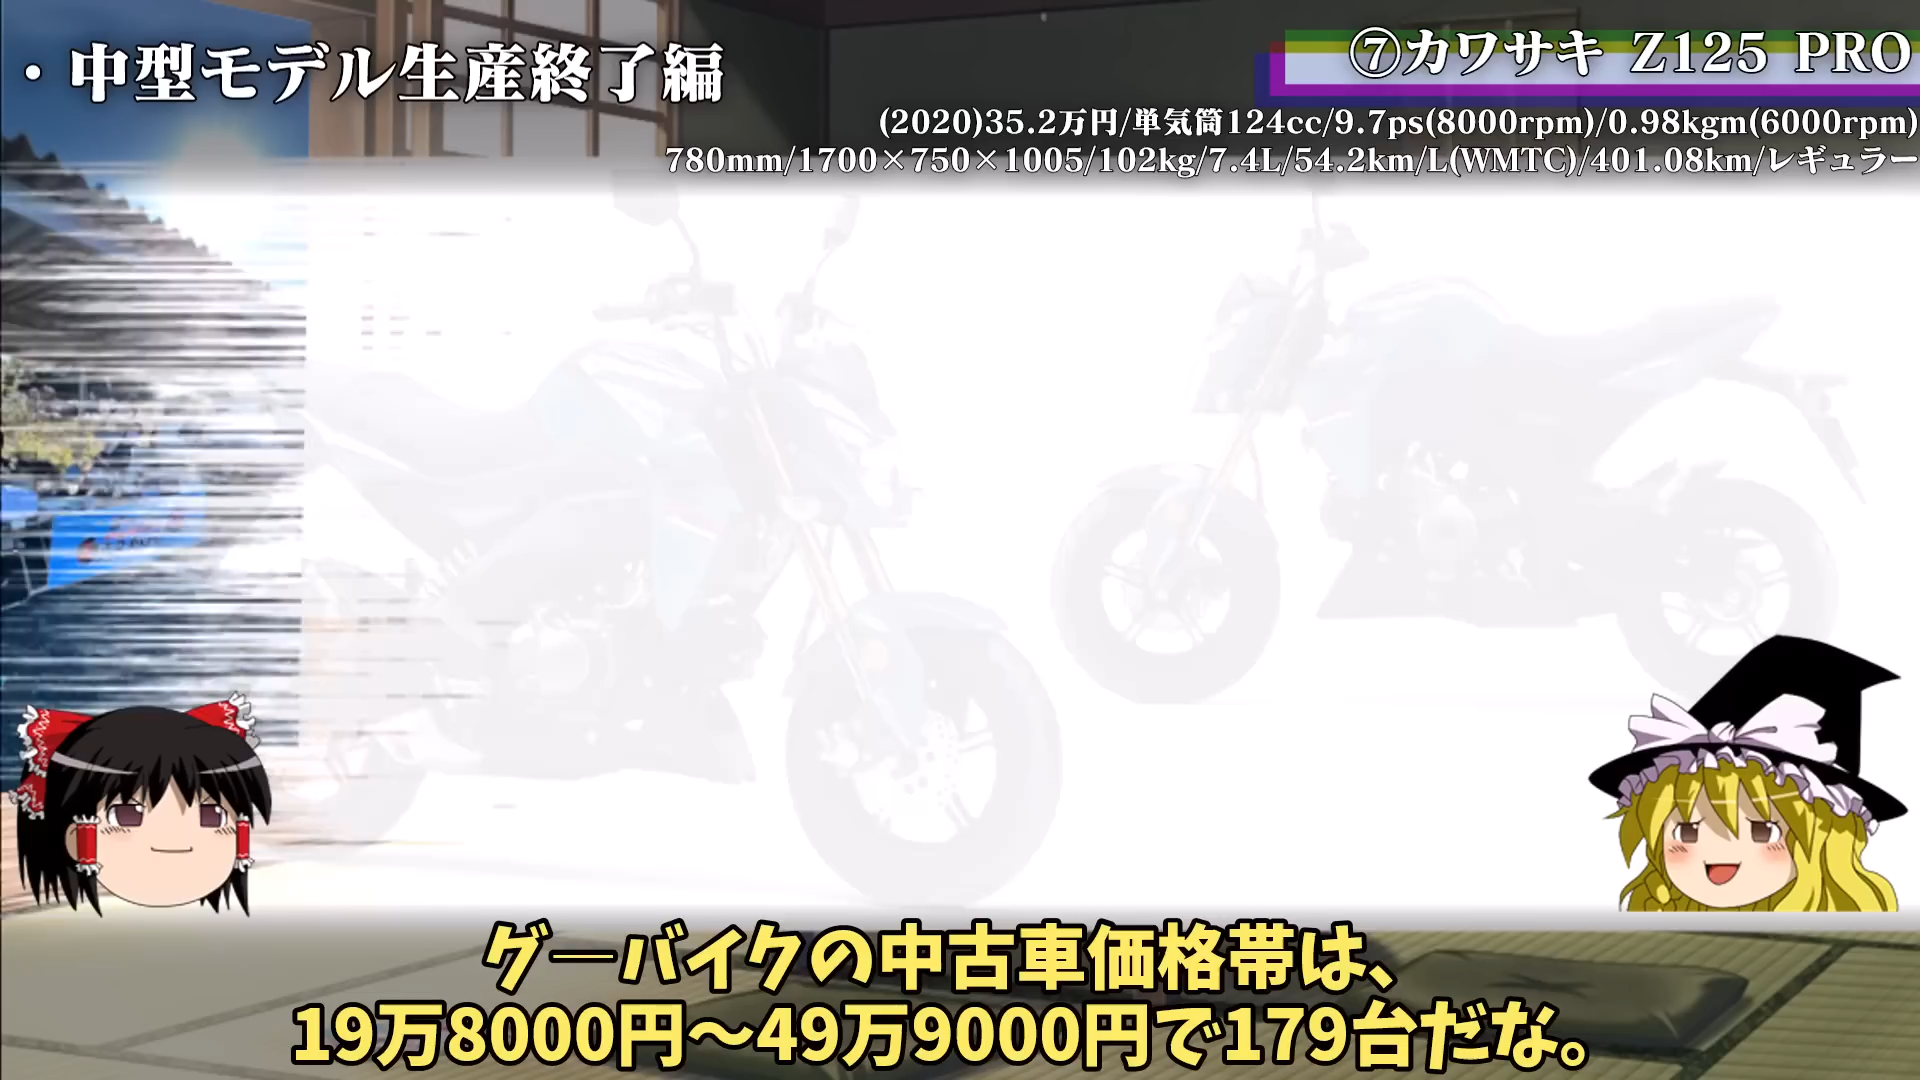 ・中型モデル生産終了編
⑦カワサキ Z125 PRO
(2020)35.2万円/単気筒124cc/9.7ps(8000rpm)/0.98kgm(6000rpm)
780mm/1700×750×1005/102kg/7.4L/54.2km/L(WMTC)/401.08km/レギュラー
グーバイクの中古車価格帯は、
19万8000円～49万9000円で179台だな。